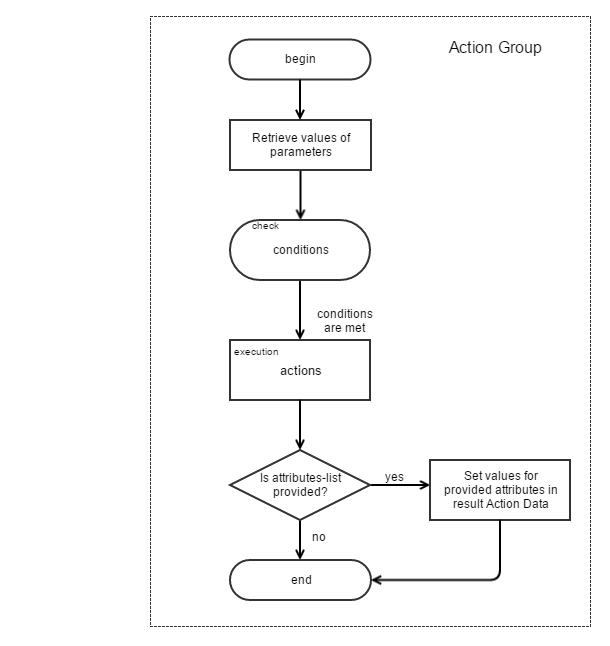 Action Group
begin
Retrieve values of
parameters
check
conditions
conditions
are met
execution
actions
Is attributes-list
provided?
yes
Set values for
provided attributes in
result Action Data
no
end